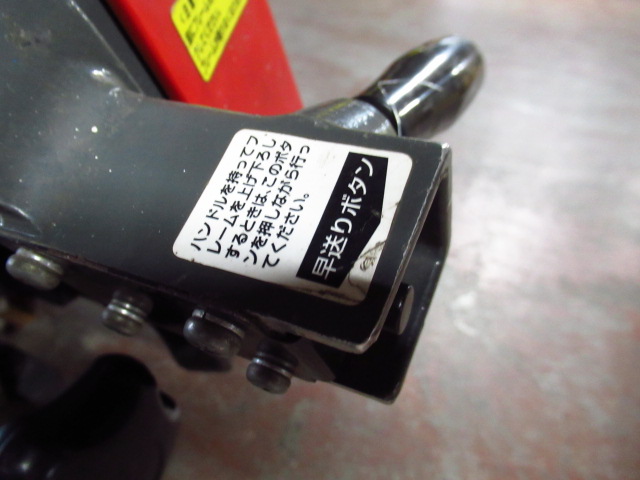 ハンドルを持ってフ
レームを上げ下ろし
するときは、このボタ
ンを押しながら行っ
てください。
早送りボタン